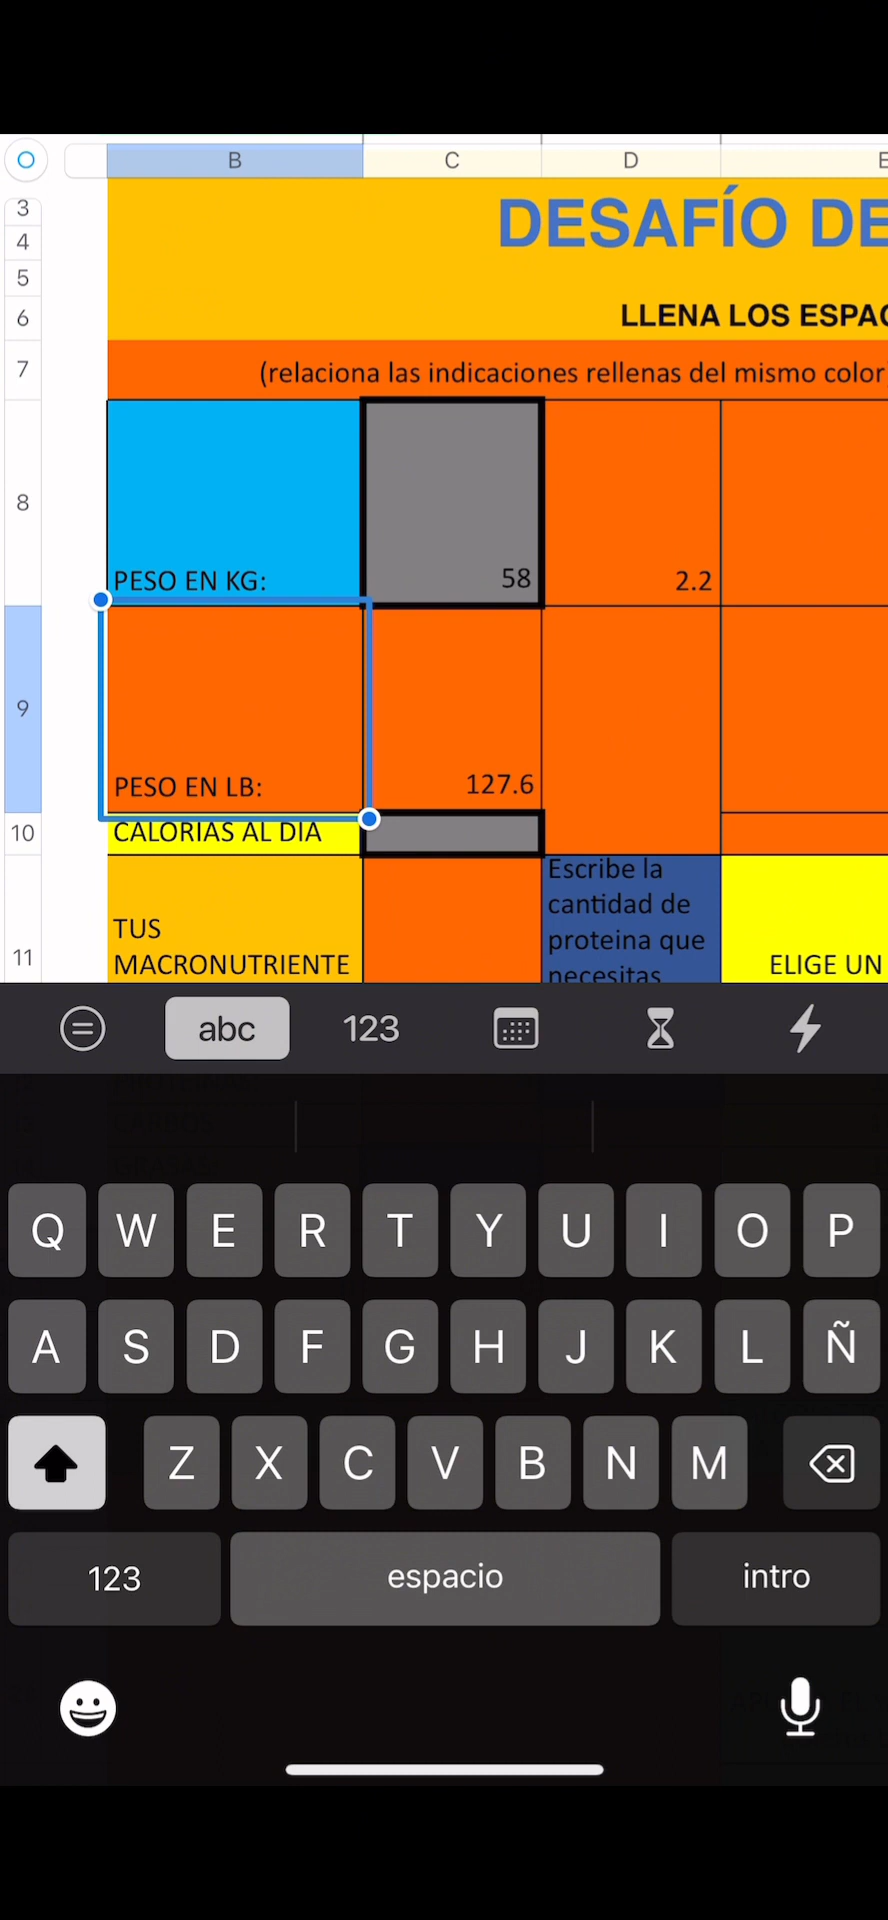 B C D E
3
DESAFÍO DE
4
5
6
LLENA LOS ESPAC
7
(relaciona las indicaciones rellenas del mismo color
8
PESO EN KG: 58 2.2
9
PESO EN LB: 127.6
10
CALORIAS AL DIA
11
TUS
MACRONUTRIENTE
Escribe la
cantidad de
proteina que
necesitas
ELIGE UN
abc 123
Q W E R T Y U I O P
A S D F G H J K L Ñ
Z X C V B N M
123 espacio intro